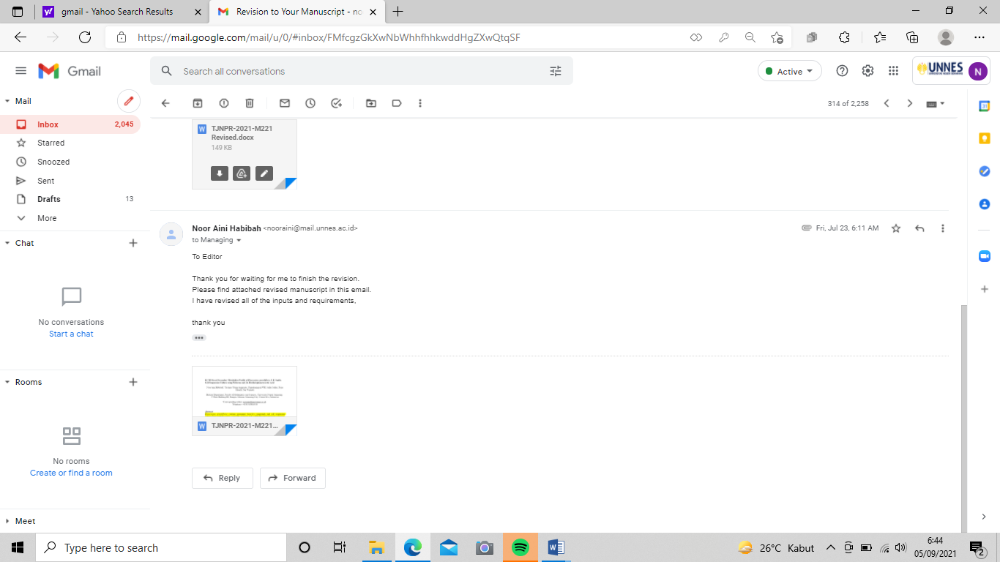 gmail - Yahoo Search Results
Revision to Your Manuscript - no
https://mail.google.com/mail/u/0/#inbox/FMfcgzGkXwNbWhhfhhkwddHgZXwQtqSF
Gmail
Search all conversations
Active
UNNES
N
Mail
314 of 2,258
Inbox 2,045
Starred
Snoozed
Sent
Drafts 13
More
Chat
No conversations
Start a chat
Rooms
No rooms
Create or find a room
Meet
TJNPR-2021-M221
Revised.docx
149 KB
Noor Aini Habibah <nooraini@mail.unnes.ac.id>
Fri, Jul 23, 6:11 AM
to Managing
To Editor
Thank you for waiting for me to finish the revision.
Please find attached revised manuscript in this email.
I have revised all of the inputs and requirements,
thank you
TJNPR-2021-M221...
Reply
Forward
Type here to search
26°C Kabut
6:44
05/09/2021
2